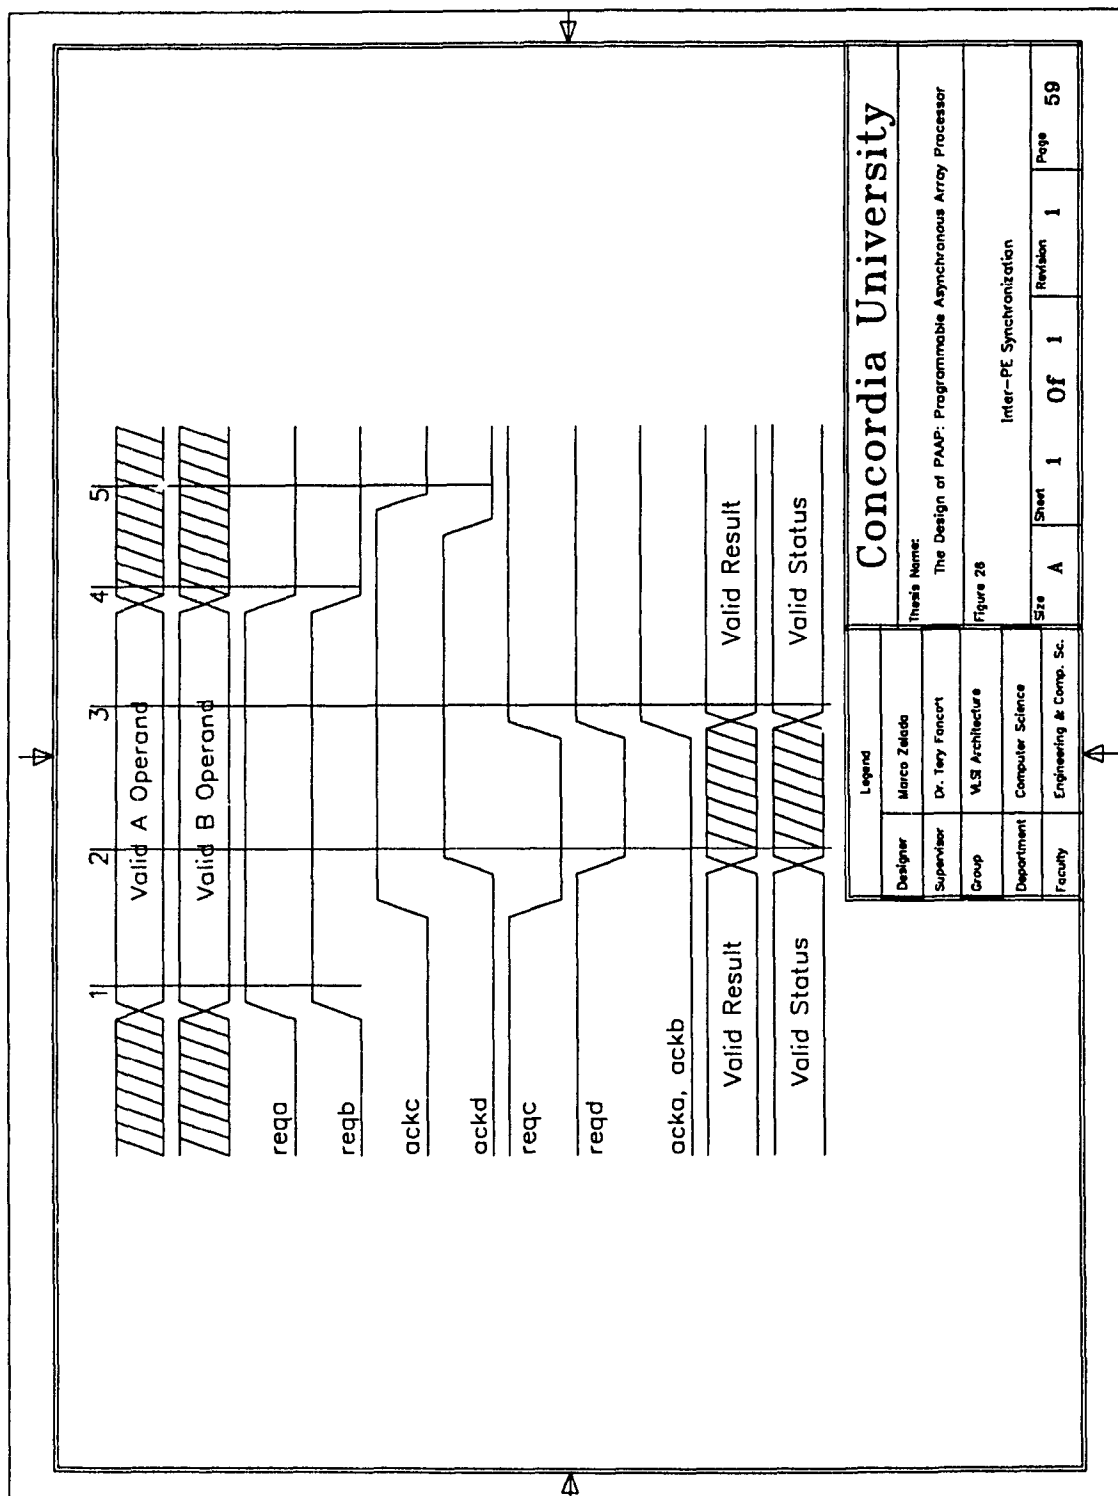 1
2
3
4
5
Valid A Operand
Valid B Operand
reqa
reqb
ackc
ackd
reqc
reqd
acka, ackb
Valid Result
Valid Result
Valid Status
Valid Status
Legend
Designer Marco Zelada
Supervisor Dr. Terry Fancott
Group VLSI Architecture
Department Computer Science
Faculty Engineering & Comp. Sc.
Concordia University
Thesis Name:
The Design of PAAP: Programmable Asynchronous Array Processor
Figure 26
Inter-PE Synchronization
Size A
Sheet 1 Of 1
Revision 1
Page 59